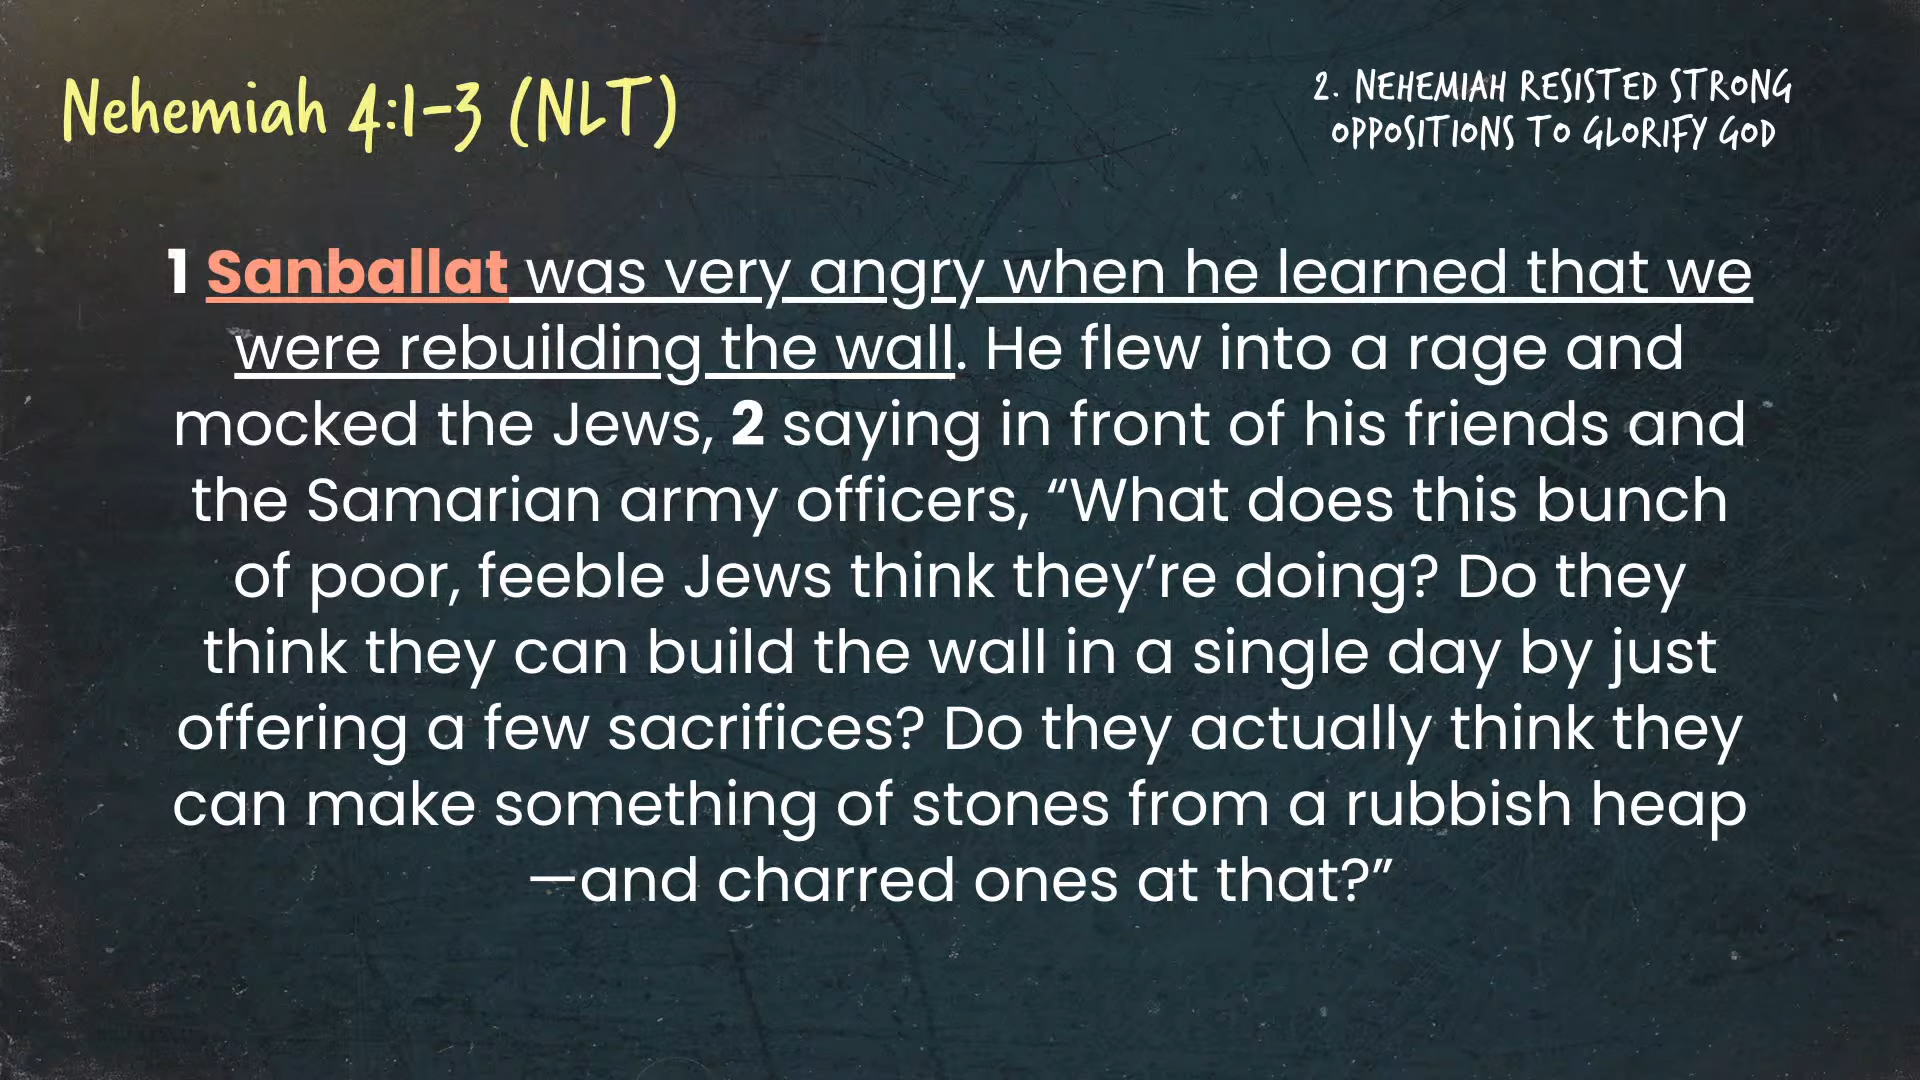 Nehemiah 4:1-3 (NLT)
2. NEHEMIAH RESISTED STRONG
OPPOSITIONS TO GLORIFY GOD
1 Sanballat was very angry when he learned that we
were rebuilding the wall. He flew into a rage and
mocked the Jews, 2 saying in front of his friends and
the Samarian army officers, “What does this bunch
of poor, feeble Jews think they’re doing? Do they
think they can build the wall in a single day by just
offering a few sacrifices? Do they actually think they
can make something of stones from a rubbish heap
—and charred ones at that?”